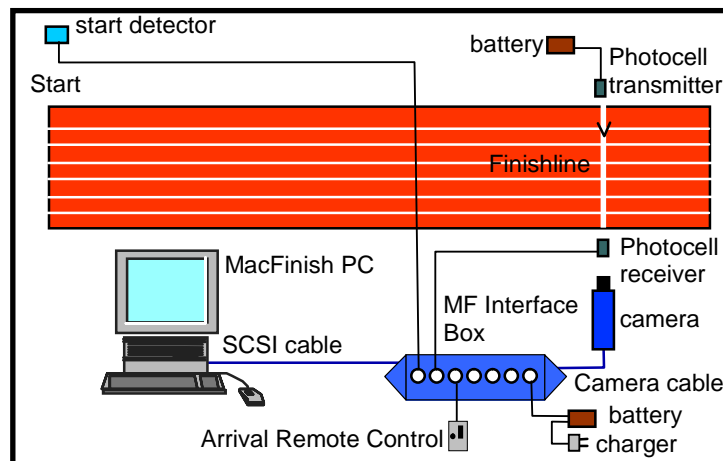 start detector
battery
Photocell
transmitter
Start
Finishline
MacFinish PC
Photocell
receiver
MF Interface
Box
camera
SCSI cable
Camera cable
battery
Arrival Remote Control
charger